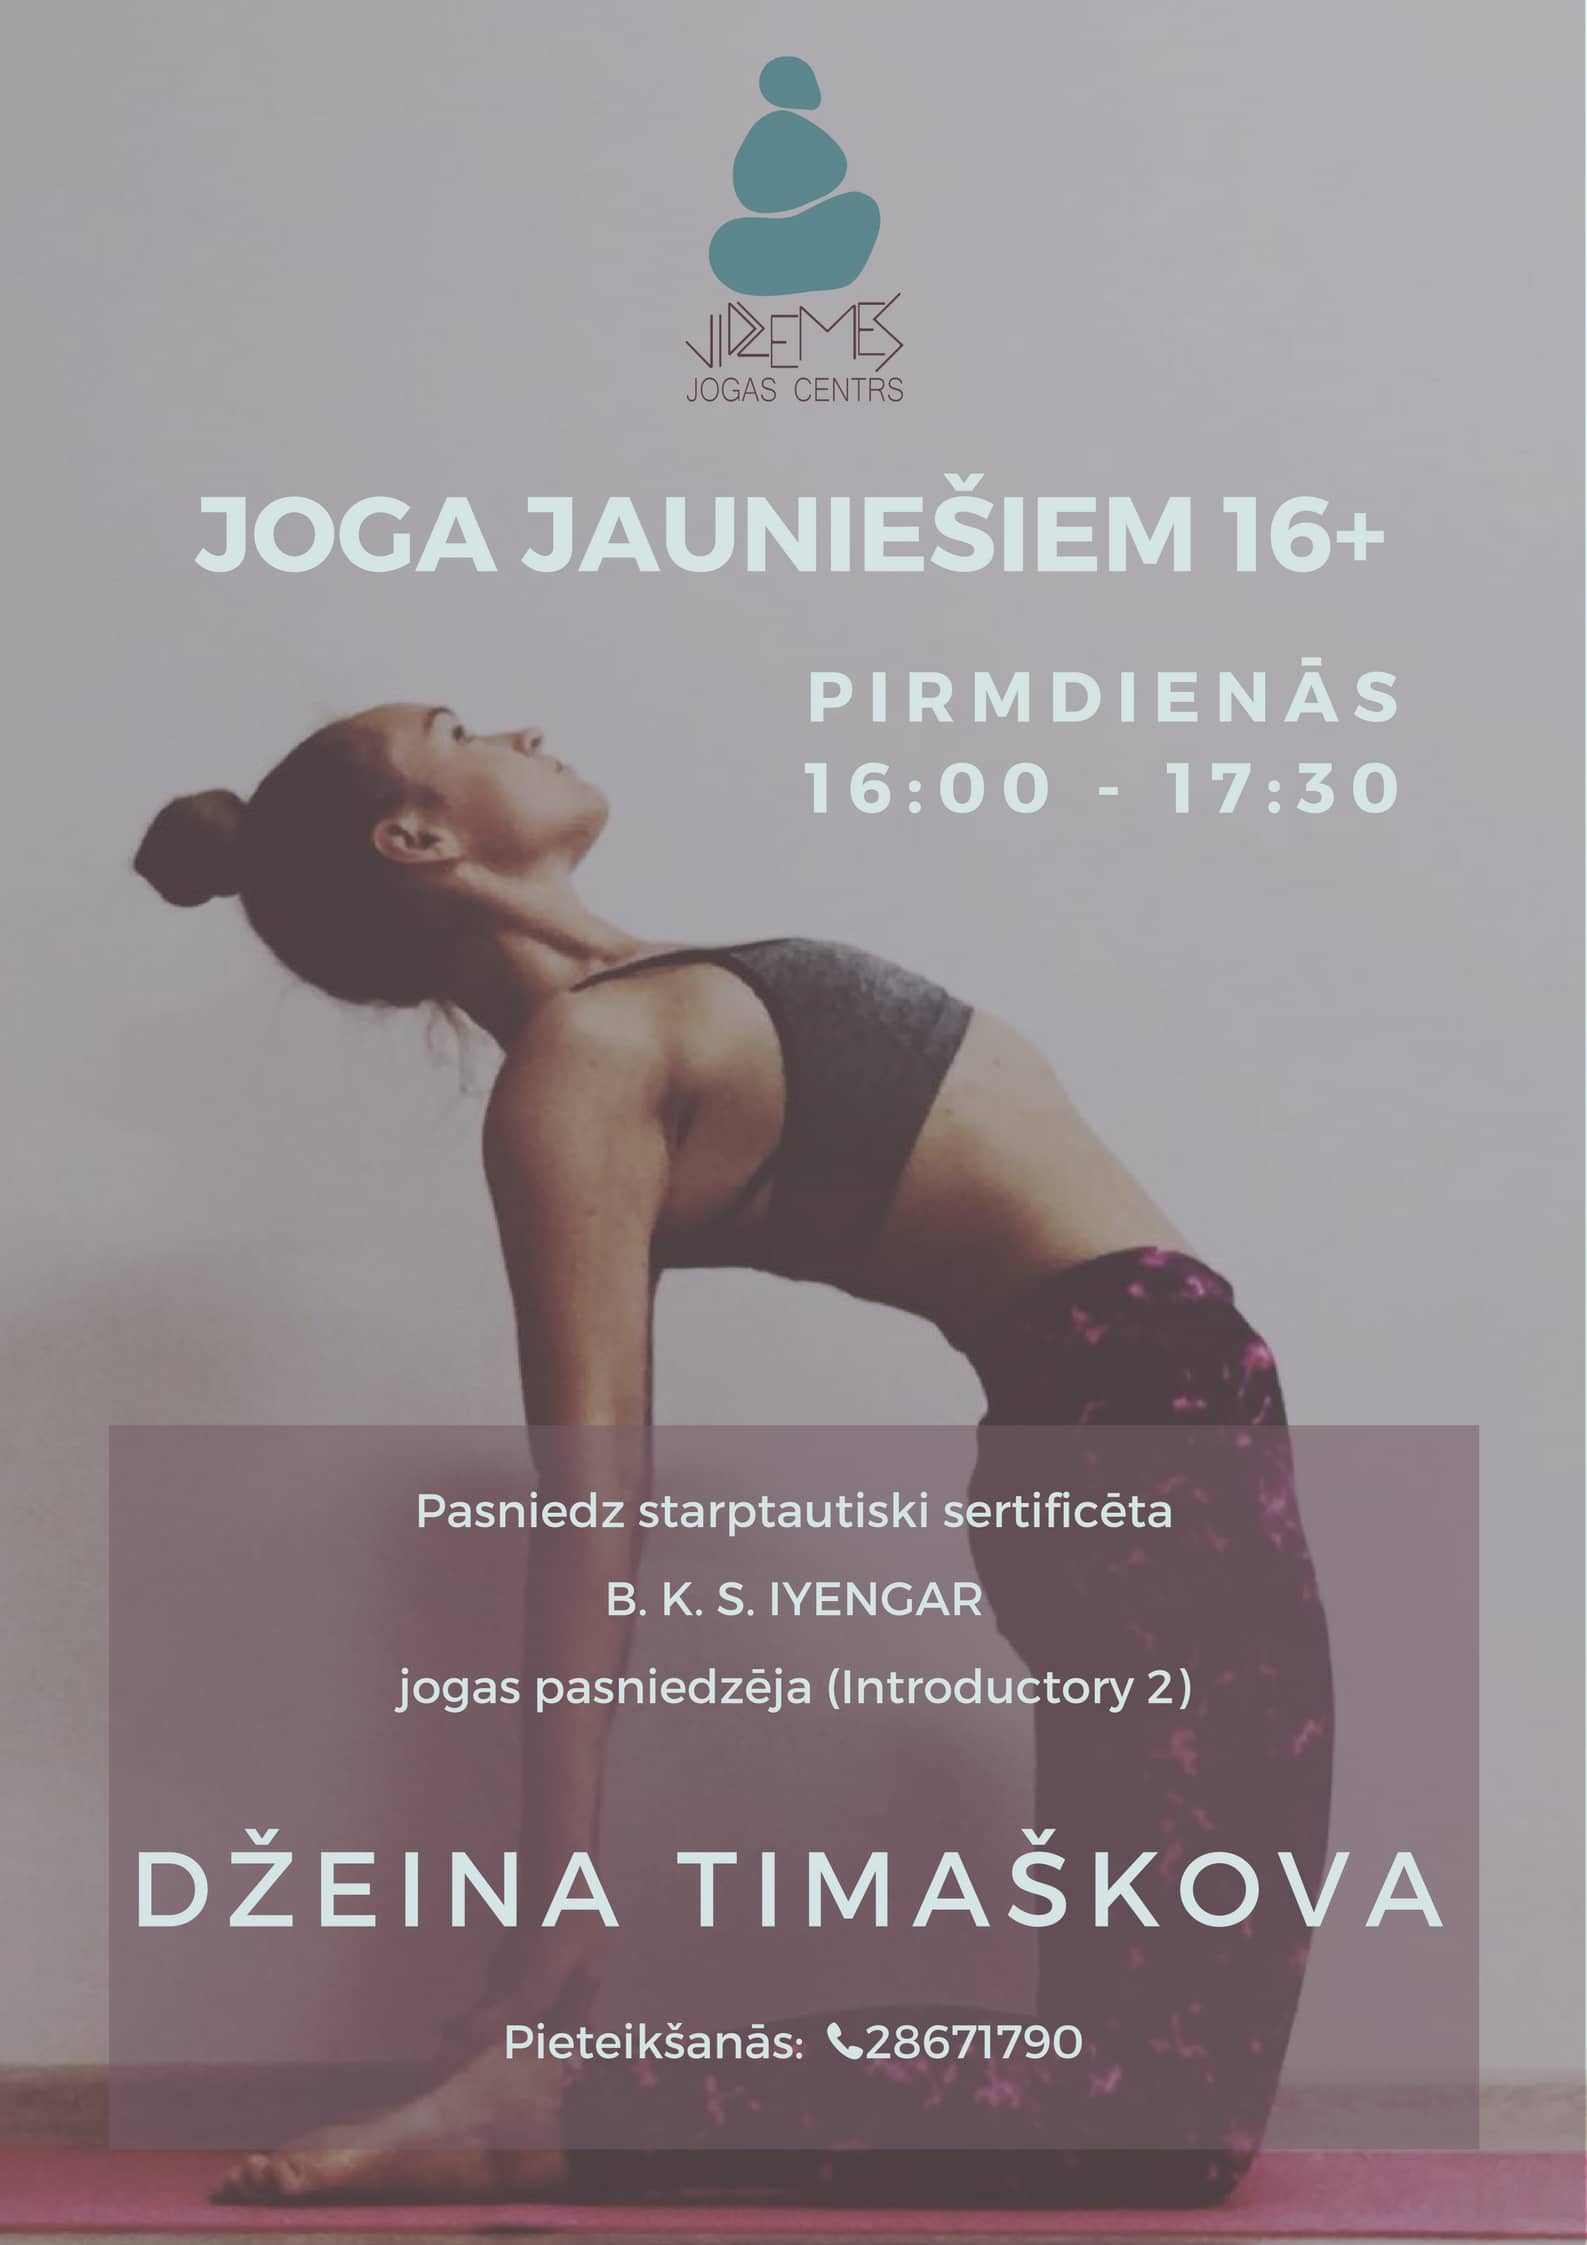 VIDZEMES
JOGAS CENTRS
JOGA JAUNIEŠIEM 16+
PIRMDIENĀS
16:00 - 17:30
Pasniedz starptautiski sertificēta
B. K. S. IYENGAR
jogas pasniedzēja (Introductory 2)
DŽEINA TIMAŠKOVA
Pieteikšanās: 28671790